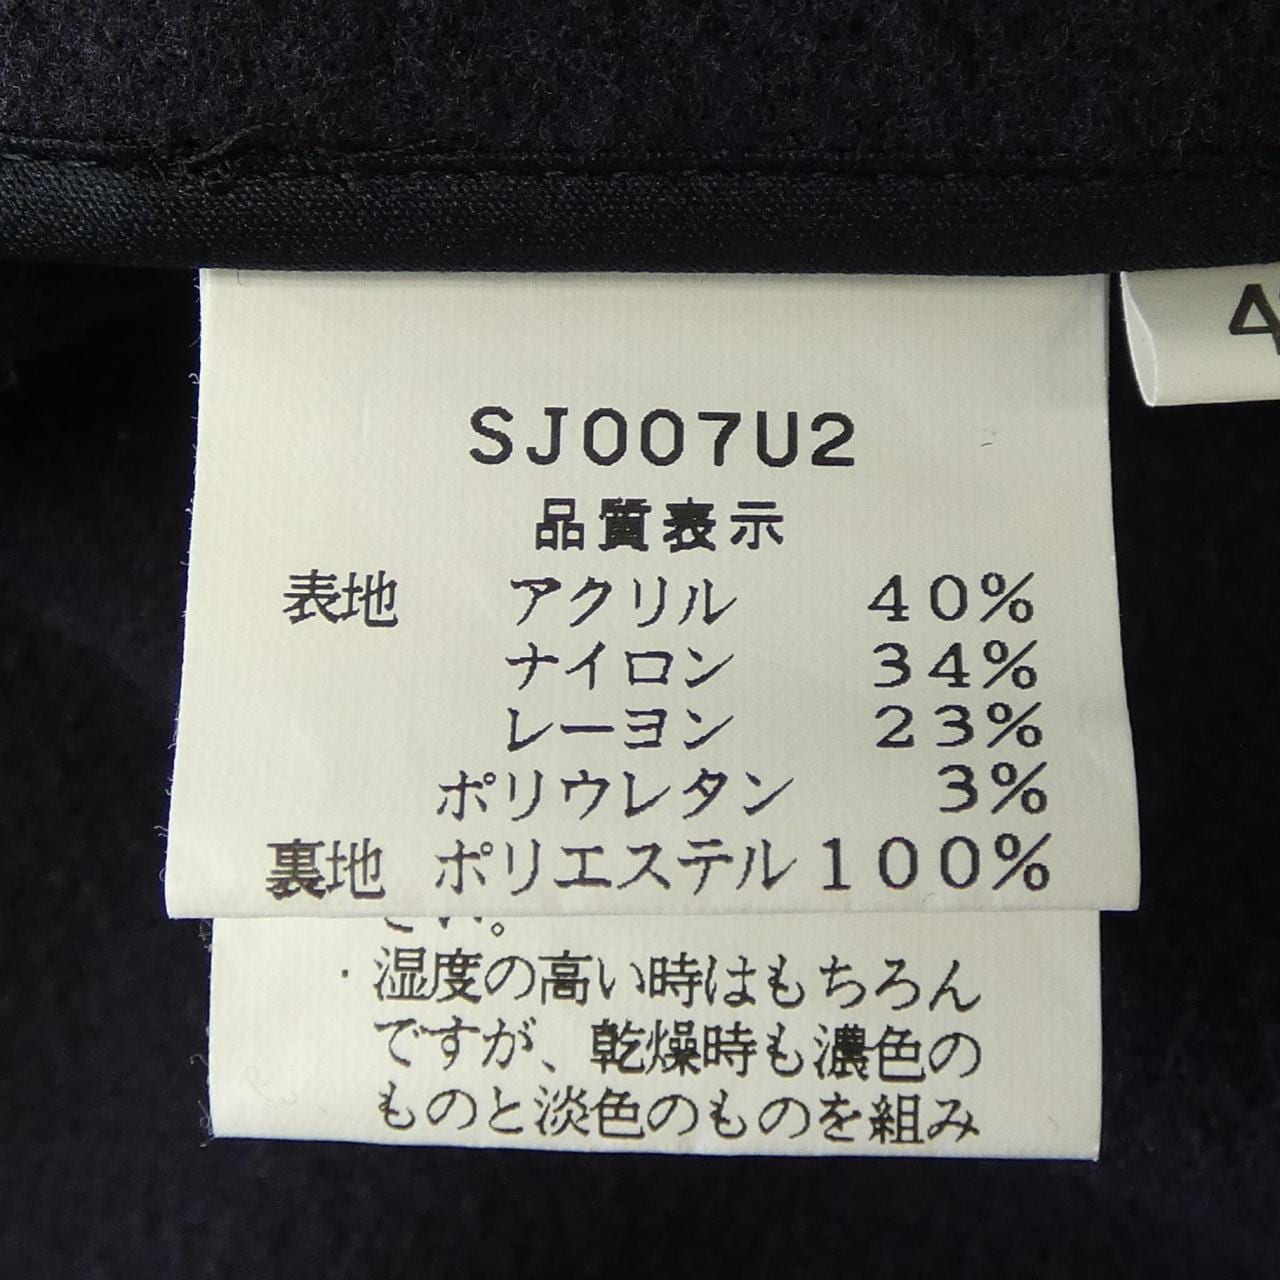 SJ007U2
品質表示
表地 アクリル 40%
ナイロン 34%
レーヨン 23%
ポリウレタン 3%
裏地 ポリエステル 100%
さい。
・湿度の高い時はもちろん
ですが、乾燥時も濃色の
ものと淡色のものを組み